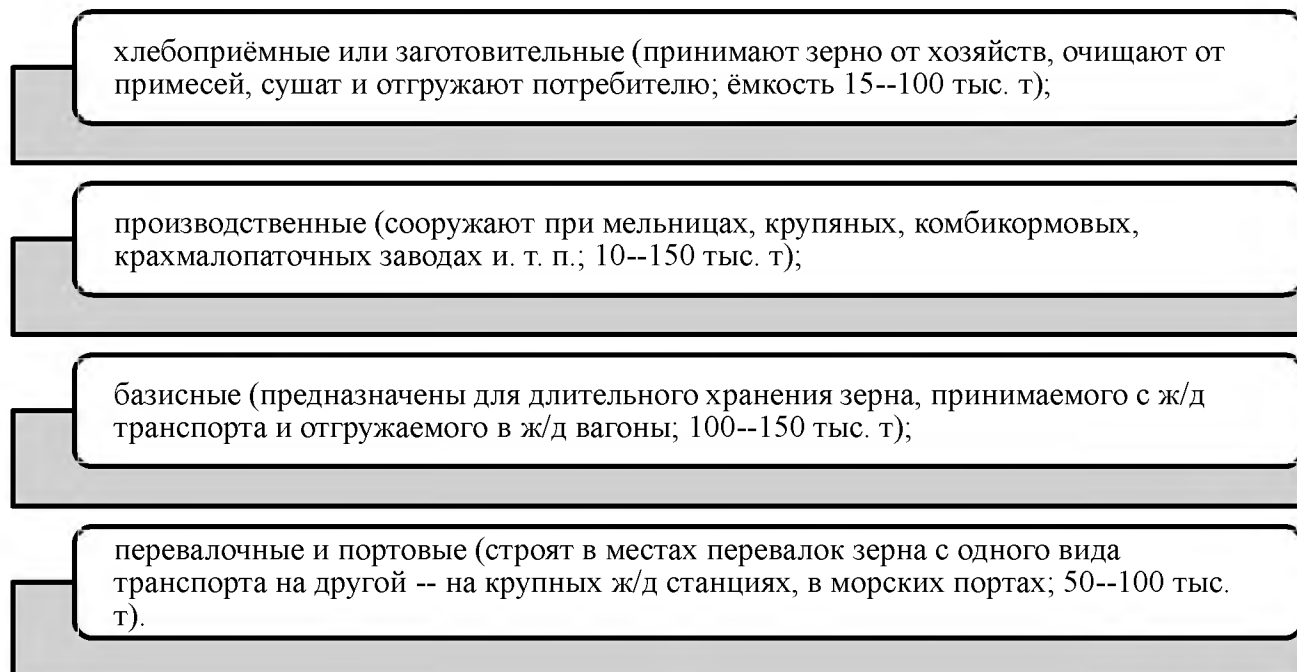 хлебоприёмные или заготовительные (принимают зерно от хозяйств, очищают от
примесей, сушат и отгружают потребителю; ёмкость 15--100 тыс. т);
производственные (сооружают при мельницах, крупяных, комбикормовых,
крахмалопаточных заводах и. т. п.; 10--150 тыс. т);
базисные (предназначены для длительного хранения зерна, принимаемого с ж/д
транспорта и отгружаемого в ж/д вагоны; 100--150 тыс. т);
перевалочные и портовые (строят в местах перевалок зерна с одного вида
транспорта на другой -- на крупных ж/д станциях, в морских портах; 50--100 тыс.
т).